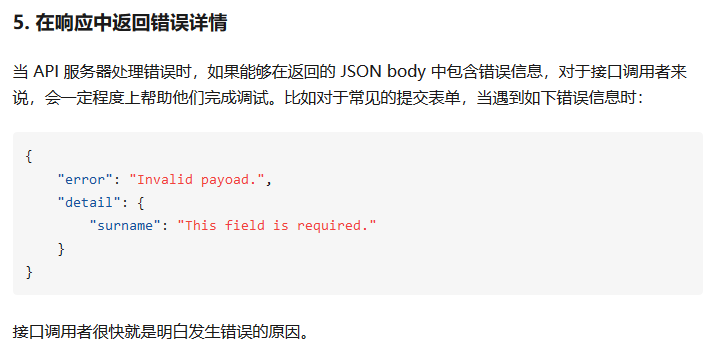 5. 在响应中返回错误详情
当 API 服务器处理错误时，如果能够在返回的 JSON body 中包含错误信息，对于接口调用者来
说，会一定程度上帮助他们完成调试。比如对于常见的提交表单，当遇到如下错误信息时：
{
    "error": "Invalid payoad.",
    "detail": {
        "surname": "This field is required."
    }
}
接口调用者很快就是明白发生错误的原因。